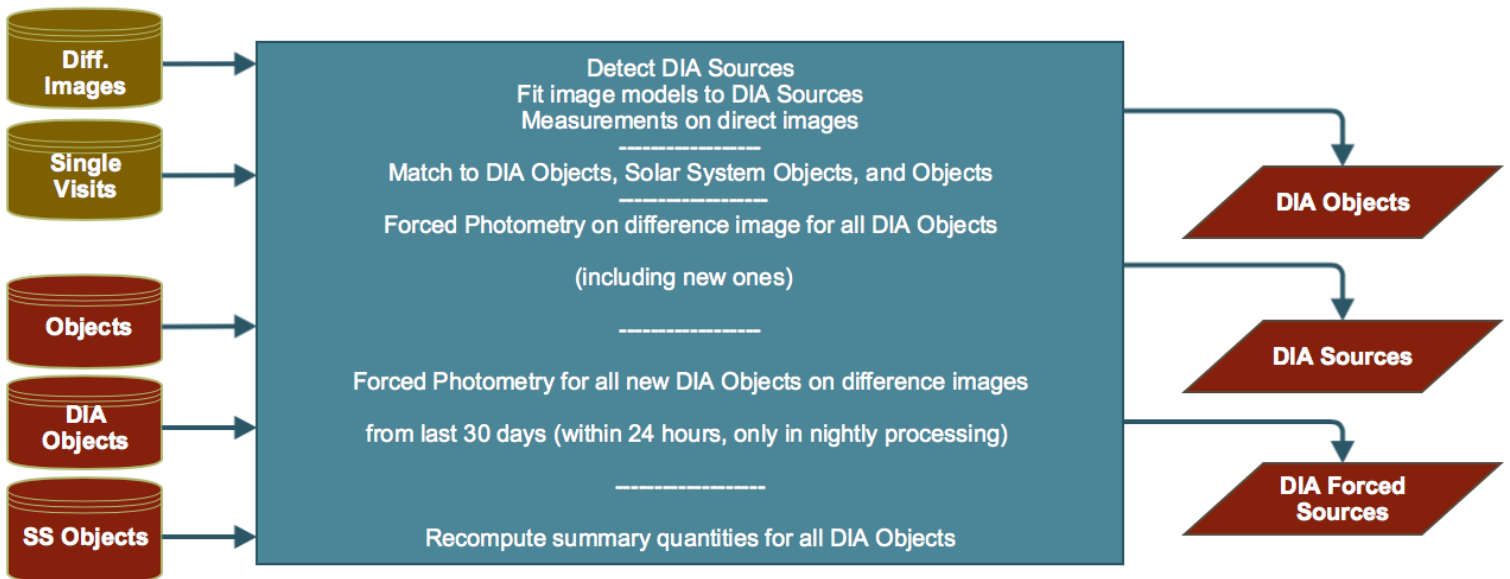 Diff.
Images
Single
Visits
Objects
DIA
Objects
SS Objects
Detect DIA Sources
Fit image models to DIA Sources
Measurements on direct images
-------------------
Match to DIA Objects, Solar System Objects, and Objects
--------------------
Forced Photometry on difference image for all DIA Objects
(including new ones)
-------------------
Forced Photometry for all new DIA Objects on difference images
from last 30 days (within 24 hours, only in nightly processing)
--------------------
Recompute summary quantities for all DIA Objects
DIA Objects
DIA Sources
DIA Forced
Sources